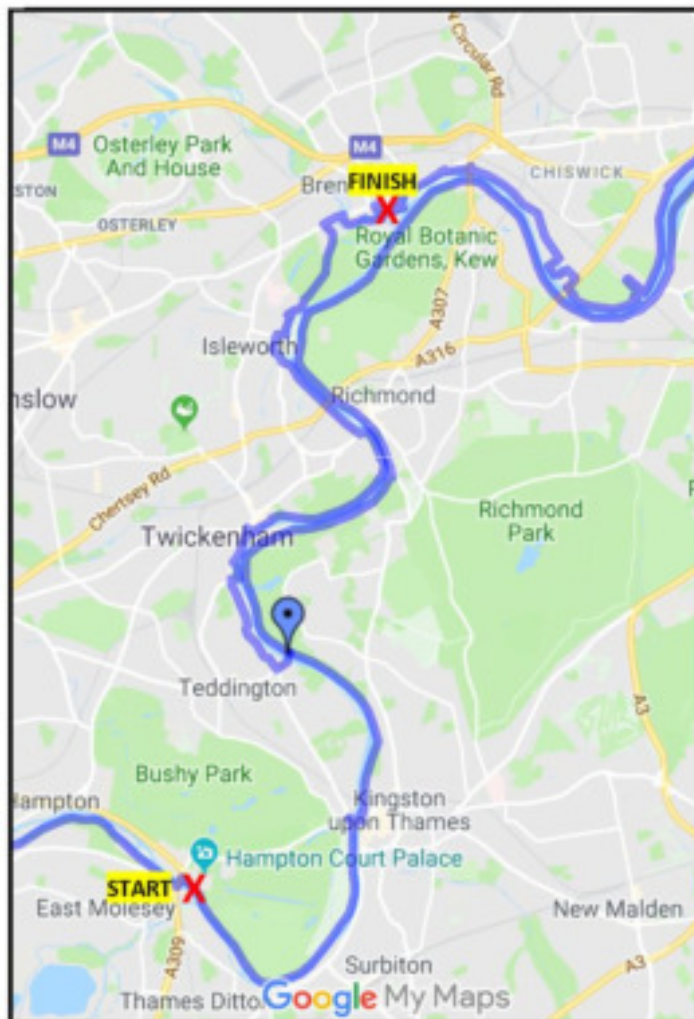 N Circular Rd
M4
Osterley Park
And House
M4
CHISWICK
STON
Bren
FINISH
X
OSTERLEY
Royal Botanic
Gardens, Kew
A307
Isleworth
A316
Richmond
nslow
Chertsey Rd
Richmond
Park
Twickenham
Teddington
A3
Bushy Park
Hampton
Kingston
upon Thames
Hampton Court Palace
START X
East Molesey
New Malden
A309
Surbiton
A3
Thames Ditto
Google My Maps